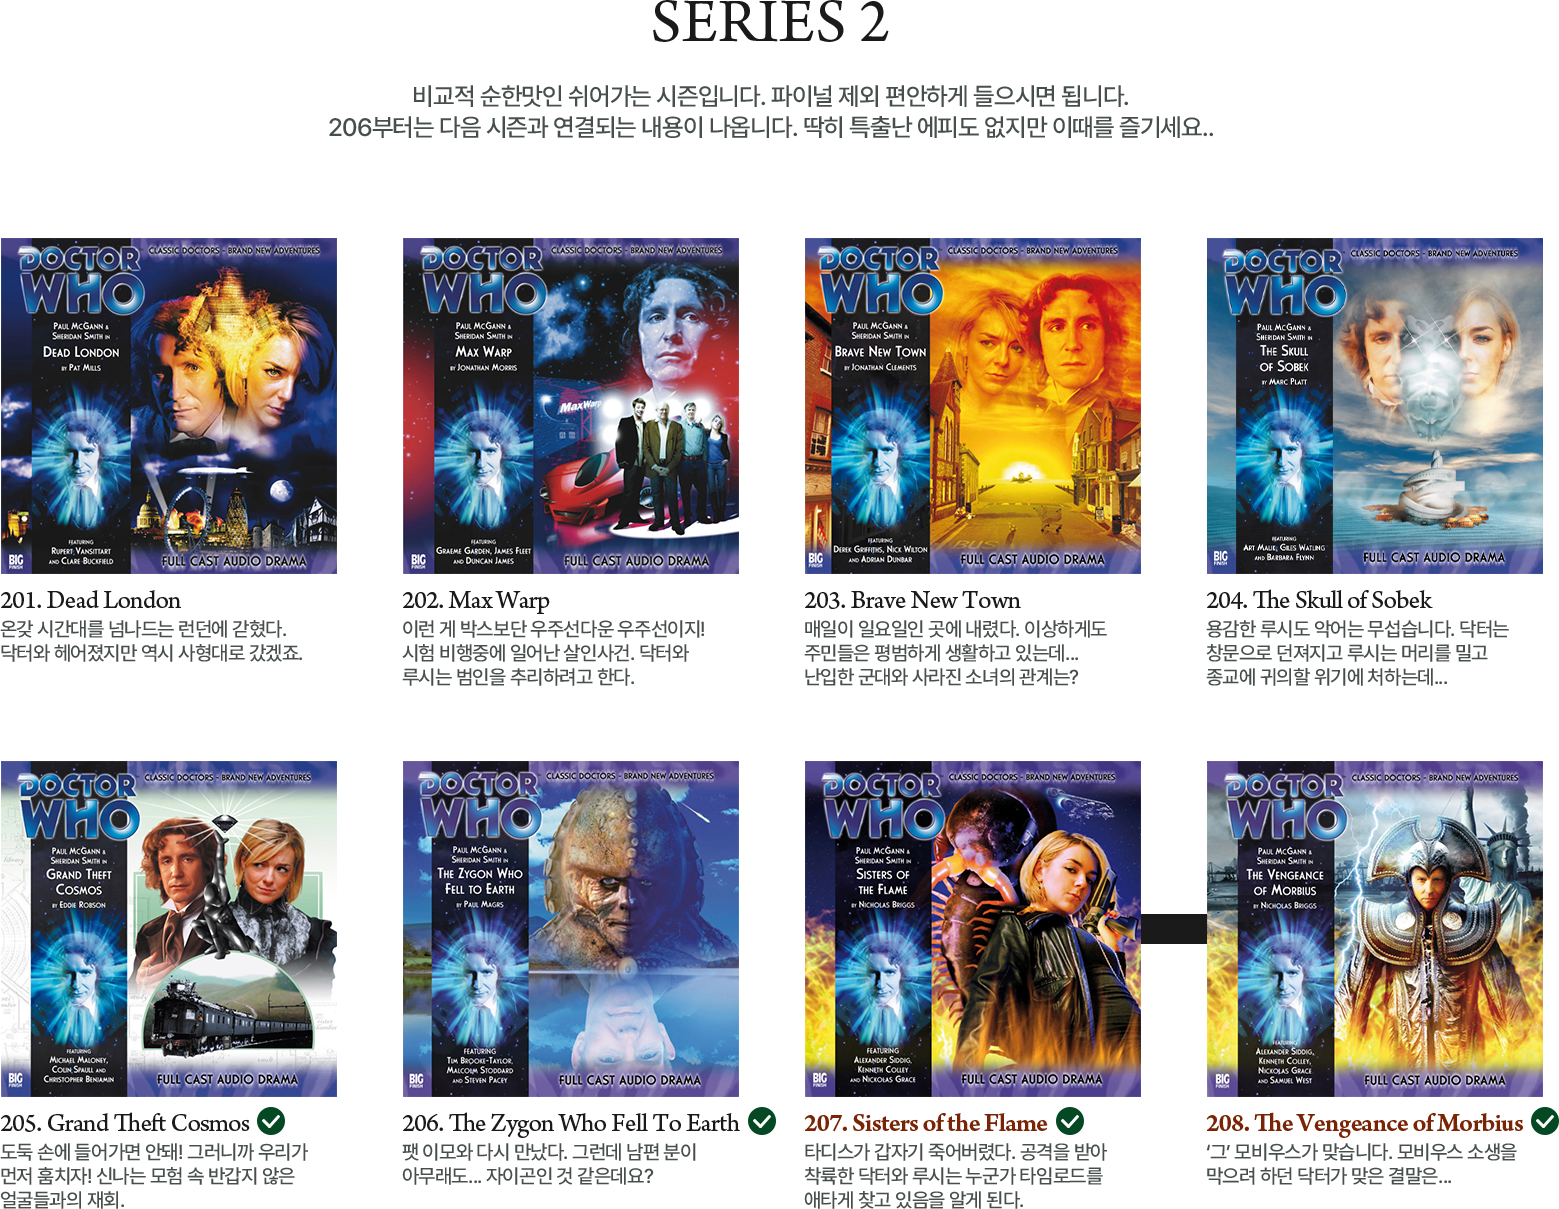 SERIES 2
비교적 순한맛인 쉬어가는 시즌입니다. 파이널 제외 편안하게 들으시면 됩니다.
206부터는 다음 시즌과 연결되는 내용이 나옵니다. 딱히 특출난 에피도 없지만 이때를 즐기세요..
CLASSIC DOCTORS - BRAND NEW ADVENTURES
DOCTOR
WHO
PAUL MCGANN &
SHERIDAN SMITH IN
DEAD LONDON
BY PAT MILLS
FEATURING
RUPERT VANSITTART
AND CLARE BUCKFIELD
BIG
FINISH
FULL CAST AUDIO DRAMA
CLASSIC DOCTORS - BRAND NEW ADVENTURES
DOCTOR
WHO
PAUL MCGANN &
SHERIDAN SMITH IN
MAX WARP
BY JONATHAN MORRIS
MaxWarp
FEATURING
GRAEME GARDEN, JAMES FLEET
AND DUNCAN JAMES
BIG
FINISH
FULL CAST AUDIO DRAMA
CLASSIC DOCTORS - BRAND NEW ADVENTURES
DOCTOR
WHO
PAUL MCGANN &
SHERIDAN SMITH IN
BRAVE NEW TOWN
BY JONATHAN CLEMENTS
BUS
FEATURING
DEREK GRIFFITHS, NICK WILTON
AND ADRIAN DUNBAR
BIG
FINISH
FULL CAST AUDIO DRAMA
CLASSIC DOCTORS - BRAND NEW ADVENTURES
DOCTOR
WHO
PAUL MCGANN &
SHERIDAN SMITH IN
THE SKULL
OF SOBEK
BY MARC PLATT
FEATURING
ART MALIK, GILES WATLING
AND BARBARA FLYNN
BIG
FINISH
FULL CAST AUDIO DRAMA
201. Dead London
온갖 시간대를 넘나드는 런던에 갇혔다.
닥터와 헤어졌지만 역시 사형대로 갔겠죠.
202. Max Warp
이런 게 박스보단 우주선다운 우주선이지!
시험 비행중에 일어난 살인사건. 닥터와
루시는 범인을 추리하려고 한다.
203. Brave New Town
매일이 일요일인 곳에 내렸다. 이상하게도
주민들은 평범하게 생활하고 있는데...
난입한 군대와 사라진 소녀의 관계는?
204. The Skull of Sobek
용감한 루시도 악어는 무섭습니다. 닥터는
창문으로 던져지고 루시는 머리를 밀고
종교에 귀의할 위기에 처하는데...
CLASSIC DOCTORS - BRAND NEW ADVENTURES
DOCTOR
WHO
PAUL MCGANN &
SHERIDAN SMITH IN
GRAND THEFT
COSMOS
BY EDDIE ROBSON
FEATURING
MICHAEL MALONEY,
COLIN SPAULL AND
CHRISTOPHER BENJAMIN
BIG
FINISH
FULL CAST AUDIO DRAMA
CLASSIC DOCTORS - BRAND NEW ADVENTURES
DOCTOR
WHO
PAUL MCGANN &
SHERIDAN SMITH IN
THE ZYGON WHO
FELL TO EARTH
BY PAUL MAGRS
FEATURING
TIM BROOKE-TAYLOR,
MALCOLM STODDARD
AND STEVEN PACEY
BIG
FINISH
FULL CAST AUDIO DRAMA
CLASSIC DOCTORS - BRAND NEW ADVENTURES
DOCTOR
WHO
PAUL MCGANN &
SHERIDAN SMITH IN
SISTERS OF
THE FLAME
BY NICHOLAS BRIGGS
FEATURING
ALEXANDER SIDDIG,
KENNETH COLLEY
AND NICKOLAS GRACE
BIG
FINISH
FULL CAST AUDIO DRAMA
CLASSIC DOCTORS - BRAND NEW ADVENTURES
DOCTOR
WHO
PAUL MCGANN &
SHERIDAN SMITH IN
THE VENGEANCE
OF MORBIUS
BY NICHOLAS BRIGGS
FEATURING
ALEXANDER SIDDIG,
KENNETH COLLEY,
NICKOLAS GRACE
AND SAMUEL WEST
BIG
FINISH
FULL CAST AUDIO DRAMA
205. Grand Theft Cosmos
도둑 손에 들어가면 안돼! 그러니까 우리가
먼저 훔치자! 신나는 모험 속 반갑지 않은
얼굴들과의 재회.
206. The Zygon Who Fell To Earth
팻 이모와 다시 만났다. 그런데 남편 분이
아무래도... 자이곤인 것 같은데요?
207. Sisters of the Flame
타디스가 갑자기 죽어버렸다. 공격을 받아
착륙한 닥터와 루시는 누군가 타임로드를
애타게 찾고 있음을 알게 된다.
208. The Vengeance of Morbius
‘그’ 모비우스가 맞습니다. 모비우스 소생을
막으려 하던 닥터가 맞은 결말은...